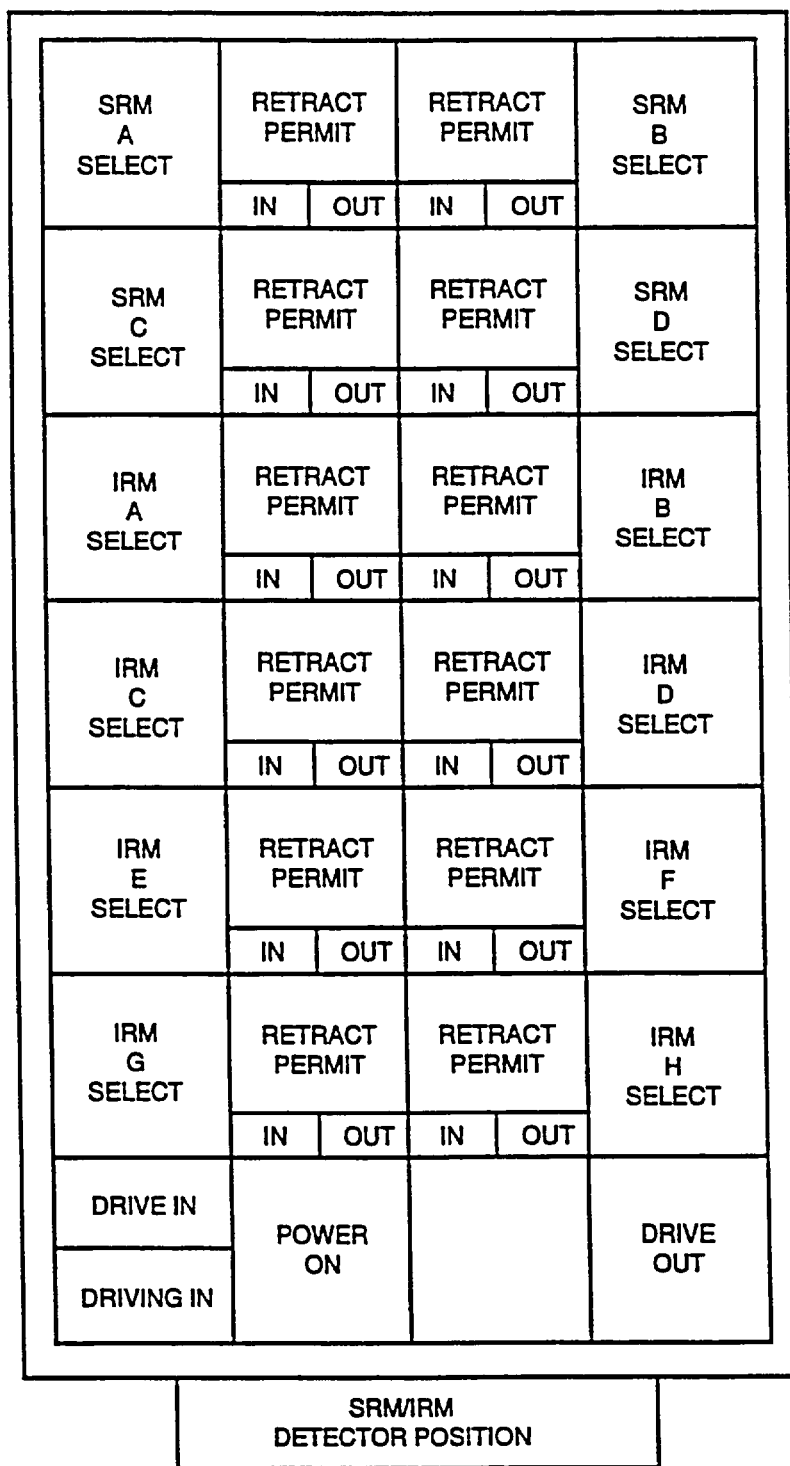 SRM
A
SELECT
RETRACT
PERMIT
IN OUT
RETRACT
PERMIT
IN OUT
SRM
B
SELECT
SRM
C
SELECT
RETRACT
PERMIT
IN OUT
RETRACT
PERMIT
IN OUT
SRM
D
SELECT
IRM
A
SELECT
RETRACT
PERMIT
IN OUT
RETRACT
PERMIT
IN OUT
IRM
B
SELECT
IRM
C
SELECT
RETRACT
PERMIT
IN OUT
RETRACT
PERMIT
IN OUT
IRM
D
SELECT
IRM
E
SELECT
RETRACT
PERMIT
IN OUT
RETRACT
PERMIT
IN OUT
IRM
F
SELECT
IRM
G
SELECT
RETRACT
PERMIT
IN OUT
RETRACT
PERMIT
IN OUT
IRM
H
SELECT
DRIVE IN
DRIVING IN
POWER
ON
DRIVE
OUT
SRM/IRM
DETECTOR POSITION